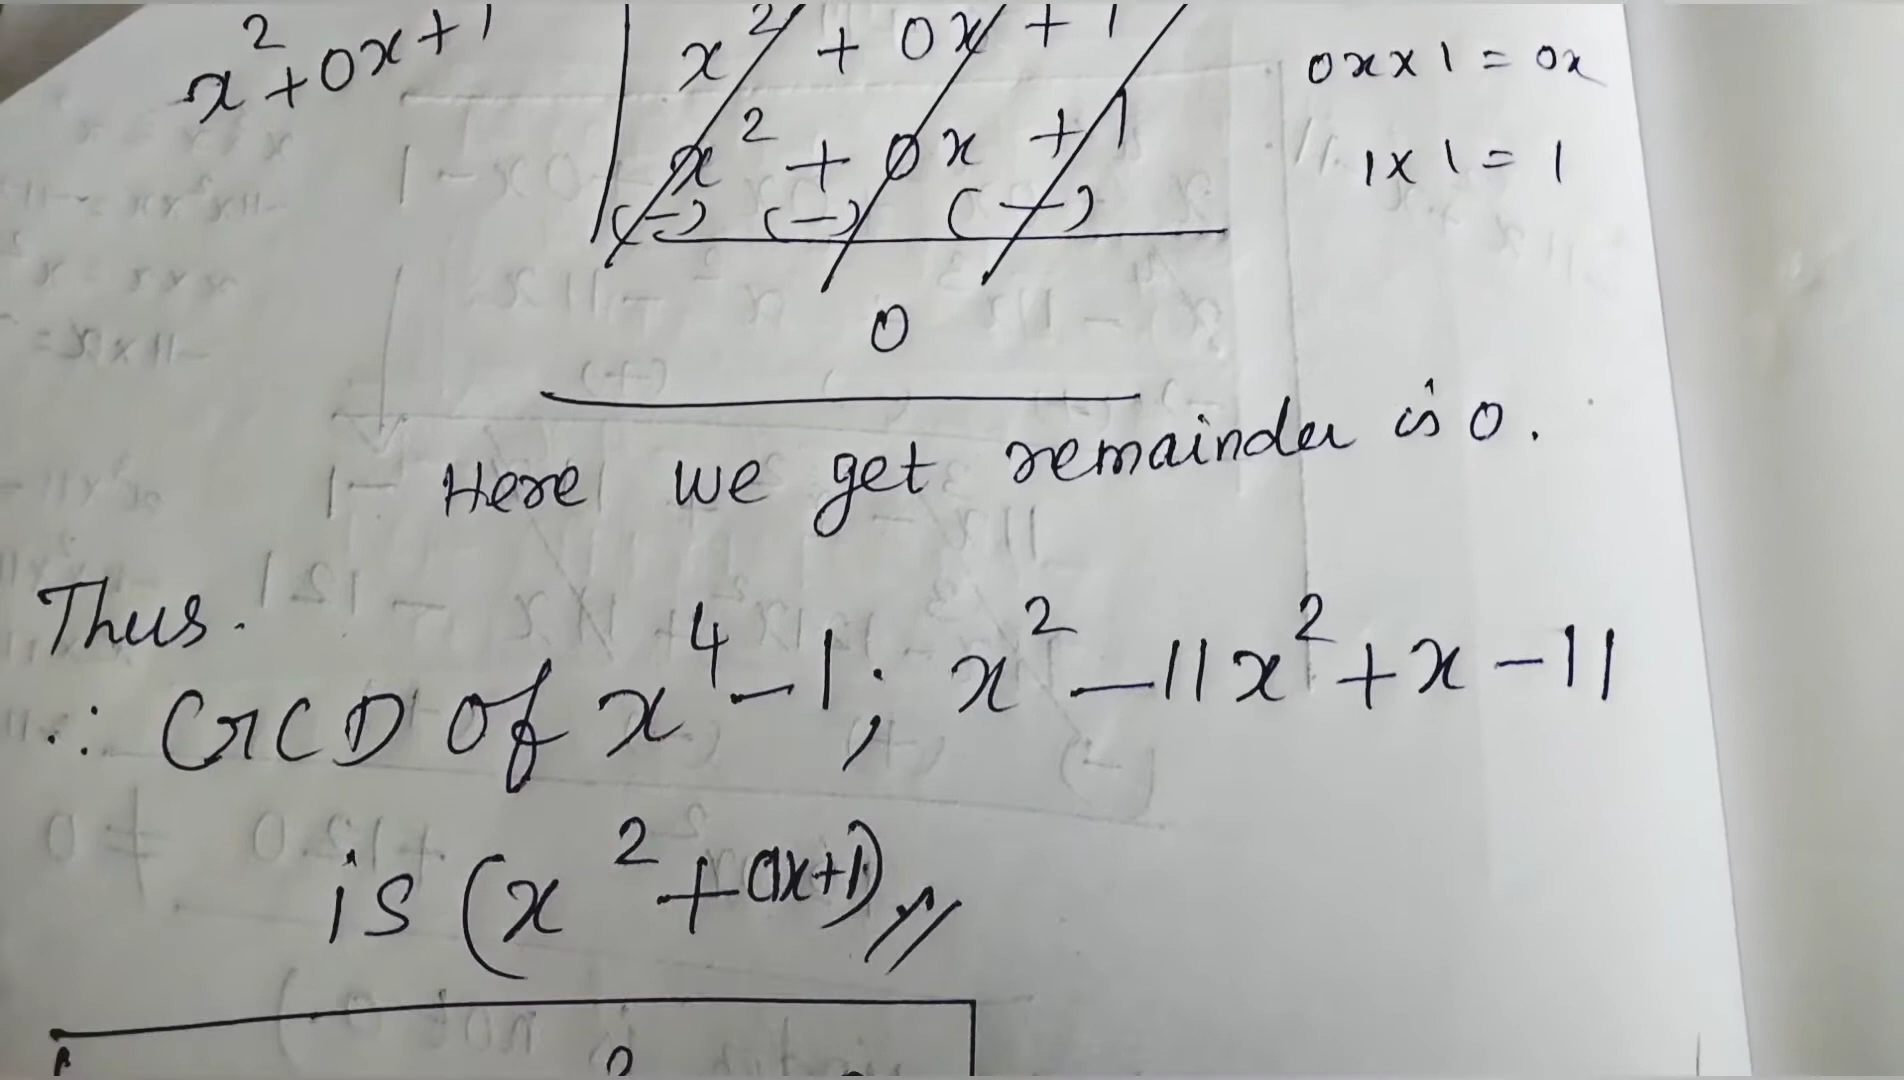 x²+0x+1 x² + 0x + 1 0x x 1 = 0x
x² + 0x + 1 1 x 1 = 1
(-) (-) (-)
0
Here we get remainder is 0.
Thus.
∴ GCD of x⁴-1; x²-11x²+x-11
is (x²+0x+1)